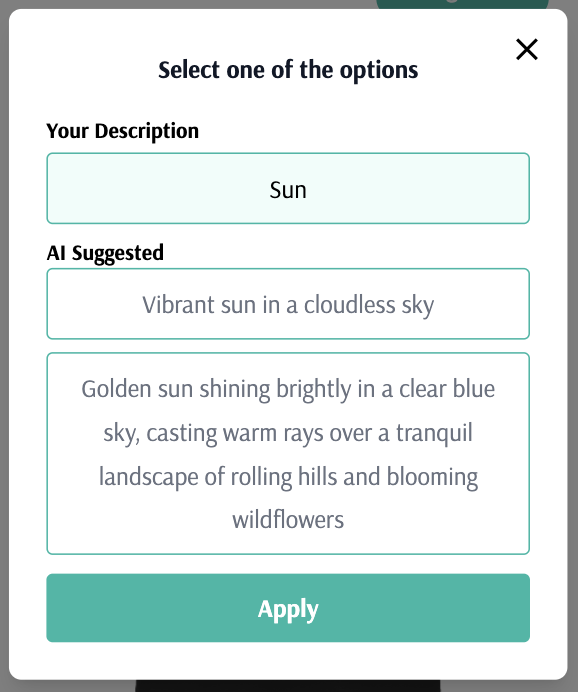 Select one of the options
Your Description
Sun
AI Suggested
Vibrant sun in a cloudless sky
Golden sun shining brightly in a clear blue
sky, casting warm rays over a tranquil
landscape of rolling hills and blooming
wildflowers
Apply